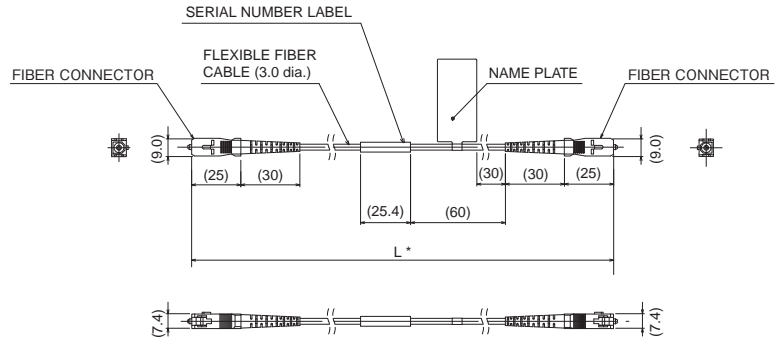 SERIAL NUMBER LABEL
FLEXIBLE FIBER
CABLE (3.0 dia.)
NAME PLATE
FIBER CONNECTOR
FIBER CONNECTOR
(9.0)
(9.0)
(25)
(30)
(30)
(30)
(25)
(25.4)
(60)
L *
(7.4)
(7.4)